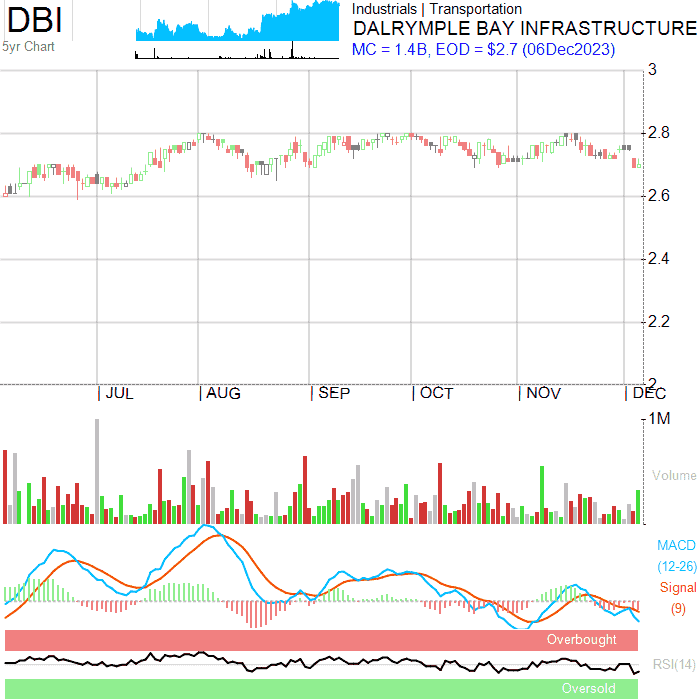 DBI
5yr Chart
Industrials | Transportation
DALRYMPLE BAY INFRASTRUCTURE
MC = 1.4B, EOD = $2.7 (06Dec2023)
3
2.8
2.6
2.4
2.2
2
JUL AUG SEP OCT NOV DEC
1M
Volume
MACD
(12-26)
Signal
(9)
Overbought
RSI(14)
Oversold